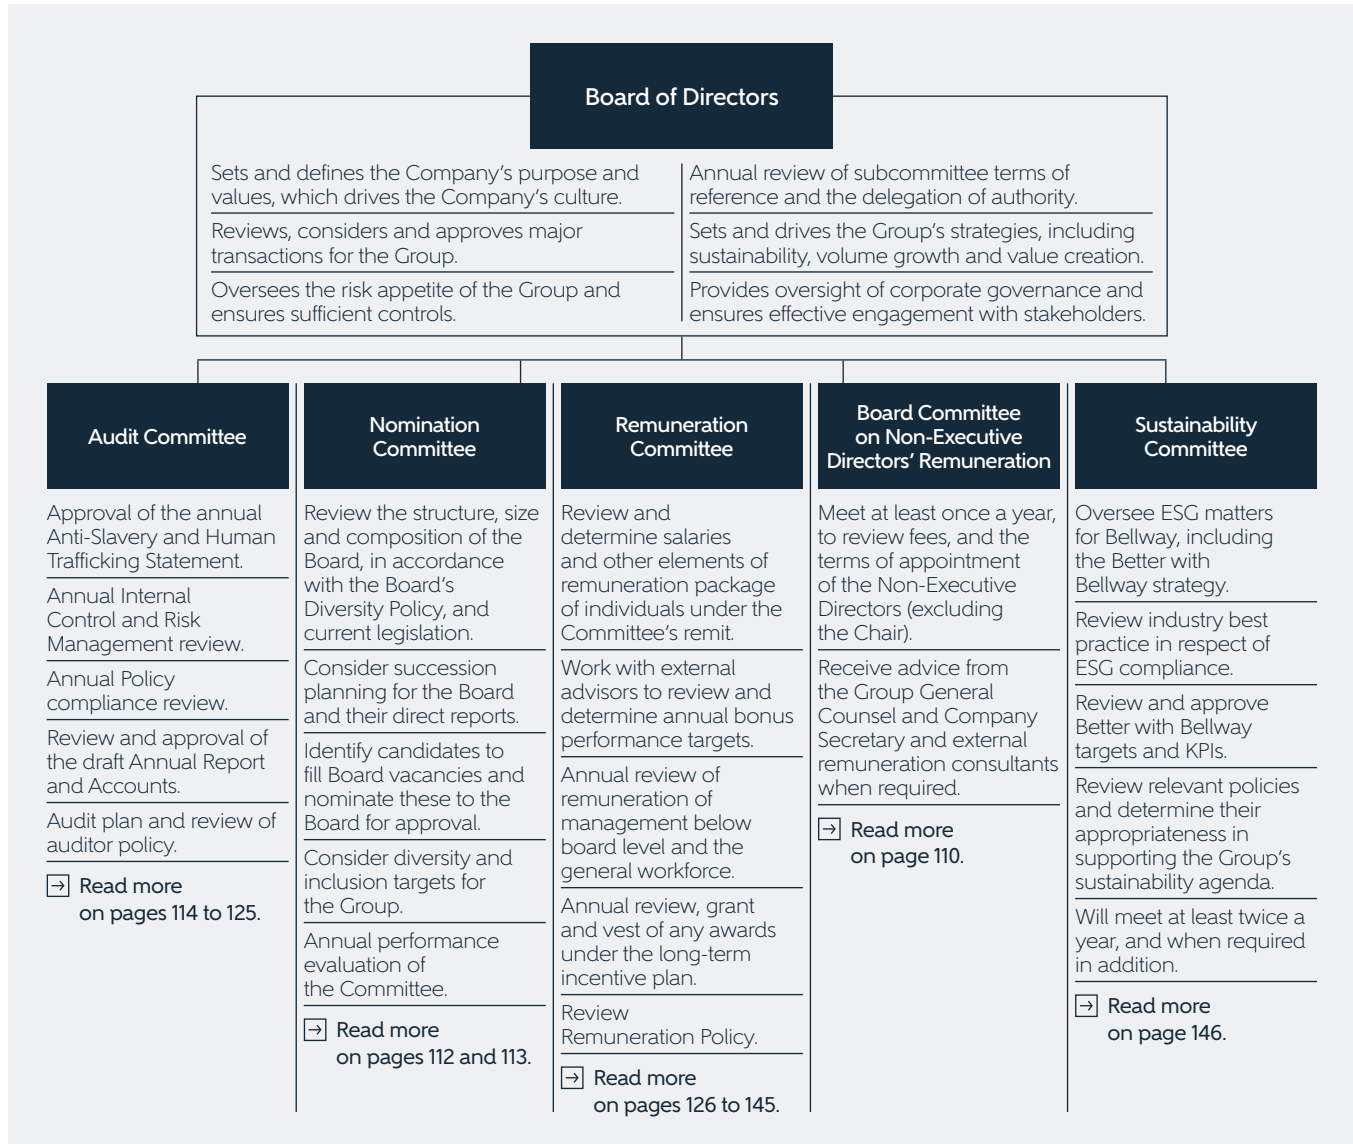 Board of Directors
Sets and defines the Company's purpose and
values, which drives the Company's culture.
Reviews, considers and approves major
transactions for the Group.
Oversees the risk appetite of the Group and
ensures sufficient controls.
Annual review of subcommittee terms of
reference and the delegation of authority.
Sets and drives the Group's strategies, including
sustainability, volume growth and value creation.
Provides oversight of corporate governance and
ensures effective engagement with stakeholders.
Audit Committee
Approval of the annual
Anti-Slavery and Human
Trafficking Statement.
Annual Internal
Control and Risk
Management review.
Annual Policy
compliance review.
Review and approval of
the draft Annual Report
and Accounts.
Audit plan and review of
auditor policy.
Read more
on pages 114 to 125.
Nomination
Committee
Review the structure, size
and composition of the
Board, in accordance
with the Board's
Diversity Policy, and
current legislation.
Consider succession
planning for the Board
and their direct reports.
Identify candidates to
fill Board vacancies and
nominate these to the
Board for approval.
Consider diversity and
inclusion targets for
the Group.
Annual performance
evaluation of
the Committee.
Read more
on pages 112 and 113.
Remuneration
Committee
Review and
determine salaries
and other elements of
remuneration package
of individuals under the
Committee's remit.
Work with external
advisors to review and
determine annual bonus
performance targets.
Annual review of
remuneration of
management below
board level and the
general workforce.
Annual review, grant
and vest of any awards
under the long-term
incentive plan.
Review
Remuneration Policy.
Read more
on pages 126 to 145.
Board Committee
on Non-Executive
Directors' Remuneration
Meet at least once a year,
to review fees, and the
terms of appointment
of the Non-Executive
Directors (excluding
the Chair).
Receive advice from
the Group General
Counsel and Company
Secretary and external
remuneration consultants
when required.
Read more
on page 110.
Sustainability
Committee
Oversee ESG matters
for Bellway, including
the Better with
Bellway strategy.
Review industry best
practice in respect of
ESG compliance.
Review and approve
Better with Bellway
targets and KPIs.
Review relevant policies
and determine their
appropriateness in
supporting the Group's
sustainability agenda.
Will meet at least twice a
year, and when required
in addition.
Read more
on page 146.